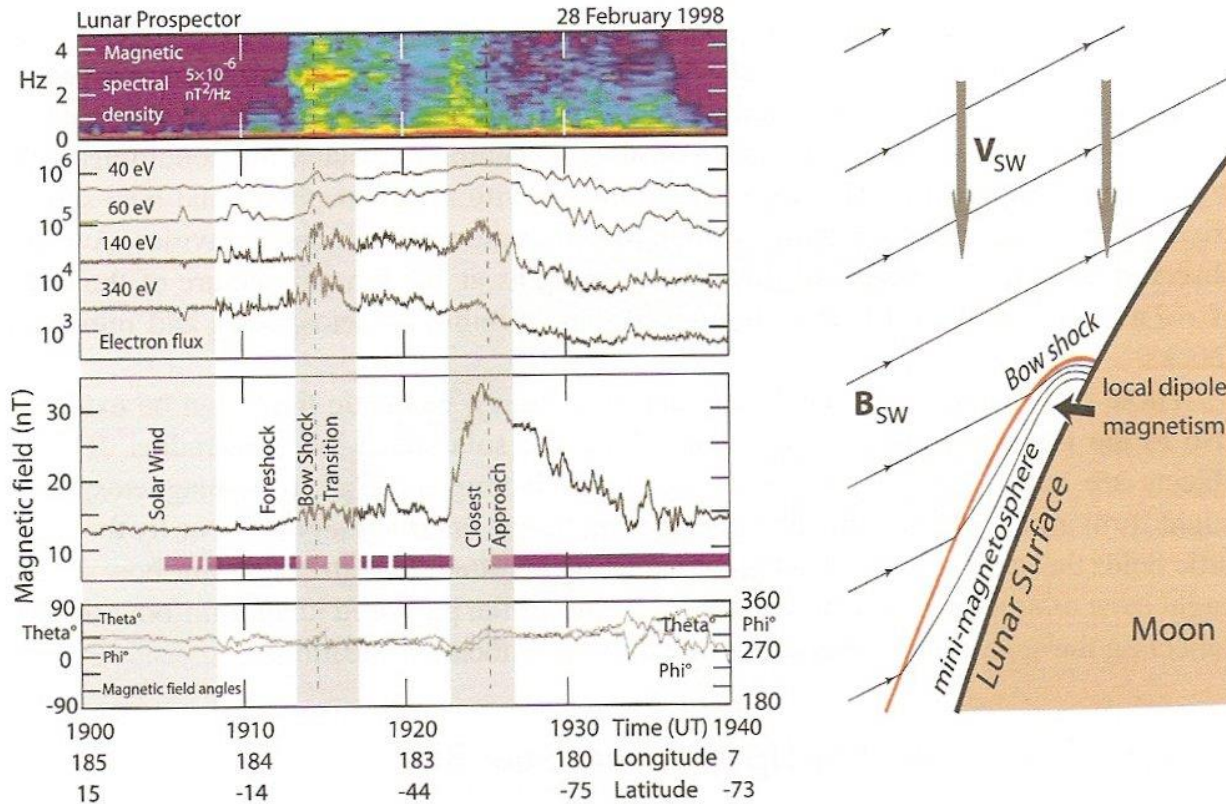 Lunar Prospector 28 February 1998
4
Magnetic
Hz
spectral 5×10⁻⁶
2
nT²/Hz
density
0
10⁶
40 eV
60 eV
10⁵
140 eV
10⁴
340 eV
10³
Electron flux
Magnetic field (nT)
30
20
10
Solar Wind
Foreshock
Bow Shock
Transition
Closest
Approach
90
Theta°
0
-90
Theta°
Phi°
Magnetic field angles
Theta°
Phi°
360
Phi°
270
180
1900 1910 1920 1930 Time (UT) 1940
185 184 183 180 Longitude 7
15 -14 -44 -75 Latitude -73
V SW
B SW
Bow shock
local dipole
magnetism
mini-magnetosphere
Lunar Surface
Moon